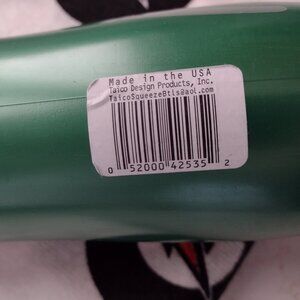 Made in the USA
Taico Design Products, Inc.
TaicoSqueezeBtls@aol.com
0 52000 42535 2